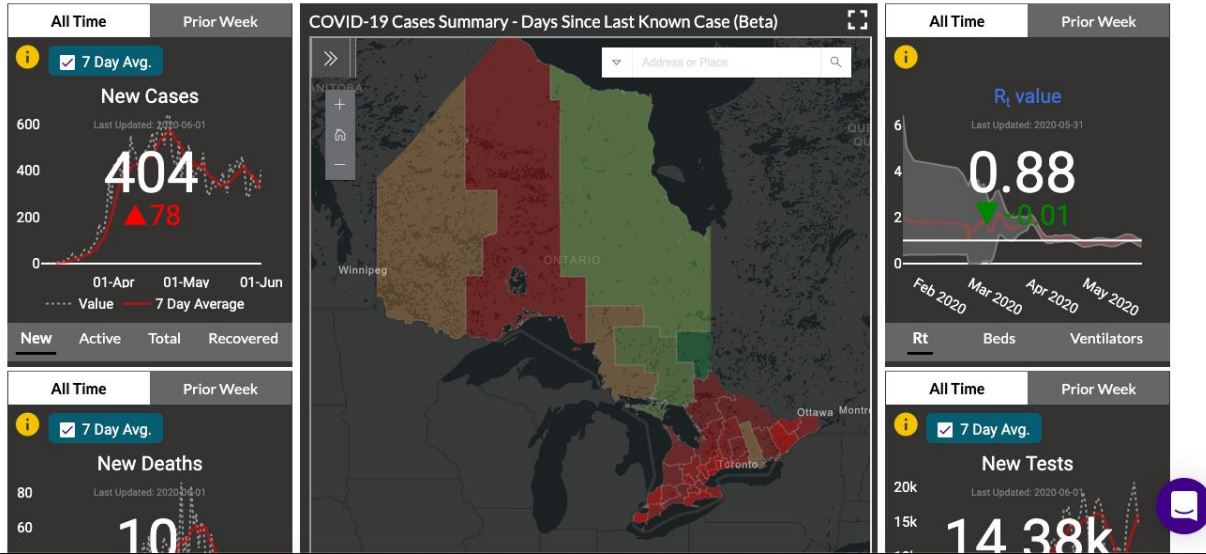 All Time Prior Week
7 Day Avg.
New Cases
Last Updated: 2020-06-01
600
400
200
0
404
78
01-Apr 01-May 01-Jun
Value 7 Day Average
New Active Total Recovered
All Time Prior Week
7 Day Avg.
New Deaths
Last Updated: 2020-06-01
80
60
10
COVID-19 Cases Summary - Days Since Last Known Case (Beta)
Address or Place
Winnipeg
ONTARIO
Ottawa
Toronto
All Time Prior Week
Rt value
Last Updated: 2020-05-31
6
4
2
0
0.88
-0.01
Feb 2020 Mar 2020 Apr 2020 May 2020
Rt Beds Ventilators
All Time Prior Week
7 Day Avg.
New Tests
Last Updated: 2020-06-01
20k
15k
14.38k